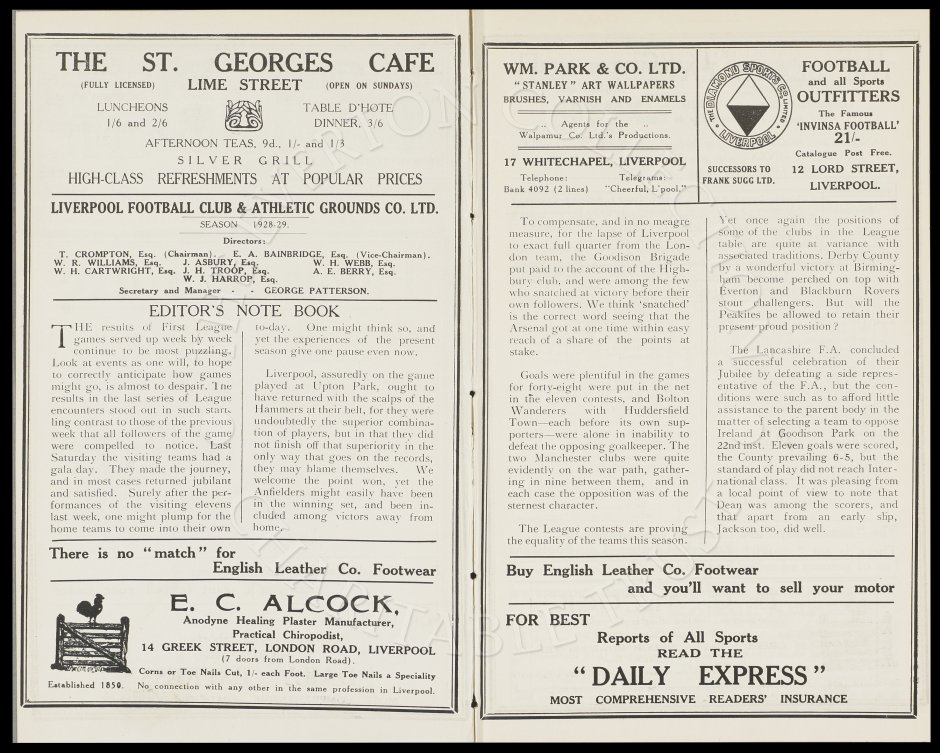 THE ST. GEORGES CAFE
(FULLY LICENSED) LIME STREET (OPEN ON SUNDAYS)
LUNCHEONS TABLE D'HOTE
1/6 and 2/6 DINNER, 3/6
AFTERNOON TEAS, 9d., 1/- and 1/3
SILVER GRILL
HIGH-CLASS REFRESHMENTS AT POPULAR PRICES
LIVERPOOL FOOTBALL CLUB & ATHLETIC GROUNDS CO. LTD.
SEASON 1928-29.
Directors:
T. CROMPTON, Esq. (Chairman). E. A. BAINBRIDGE, Esq. (Vice-Chairman).
W. R. WILLIAMS, Esq. J. ASBURY, Esq. W. H. WEBB, Esq.
W. H. CARTWRIGHT, Esq. J. H. TROOP, Esq. A. E. BERRY, Esq.
W. J. HARROP, Esq.
Secretary and Manager - - GEORGE PATTERSON.
EDITOR'S NOTE BOOK
THE results of First League
games served up week by week
continue to be most puzzling.
Look at events as one will, to hope
to correctly anticipate how games
might go, is almost to despair. The
results in the last series of League
encounters stood out in such start-
ling contrast to those of the previous
week that all followers of the game
were compelled to notice. Last
Saturday the visiting teams had a
gala day. They made the journey,
and in most cases returned jubilant
and satisfied. Surely after the per-
formances of the visiting elevens
last week, one might plump for the
home teams to come into their own
to-day. One might think so, and
yet the experiences of the present
season give one pause even now.
Liverpool, assuredly on the game
played at Upton Park, ought to
have returned with the scalps of the
Hammers at their belt, for they were
undoubtedly the superior combina-
tion of players, but in that they did
not finish off that superiority in the
only way that goes on the records,
they may blame themselves. We
welcome the point won, yet the
Anfielders might easily have been
in the winning set, and been in-
cluded among victors away from
home.
There is no "match" for
English Leather Co. Footwear
E. C. ALCOCK,
Anodyne Healing Plaster Manufacturer,
Practical Chiropodist,
14 GREEK STREET, LONDON ROAD, LIVERPOOL
(7 doors from London Road).
Corns or Toe Nails Cut, 1/- each Foot. Large Toe Nails a Speciality
Established 1850. No connection with any other in the same profession in Liverpool.
WM. PARK & CO. LTD.
"STANLEY" ART WALLPAPERS
BRUSHES, VARNISH AND ENAMELS
.. Agents for the ..
Walpamur Co. Ltd.'s Productions.
17 WHITECHAPEL, LIVERPOOL
Telephone: Telegrams:
Bank 4092 (2 lines) "Cheerful, L'pool."
THE DIAMOND SPORTS CO LIMITED
LIVERPOOL
SUCCESSORS TO
FRANK SUGG LTD.
FOOTBALL
and all Sports
OUTFITTERS
The Famous
'INVINSA FOOTBALL'
21/-
Catalogue Post Free.
12 LORD STREET,
LIVERPOOL.
To compensate, and in no meagre
measure, for the lapse of Liverpool
to exact full quarter from the Lon-
don team, the Goodison Brigade
put paid to the account of the High-
bury club, and were among the few
who snatched at victory before their
own followers. We think 'snatched'
is the correct word seeing that the
Arsenal got at one time within easy
reach of a share of the points at
stake.
Goals were plentiful in the games
for forty-eight were put in the net
in the eleven contests, and Bolton
Wanderers with Huddersfield
Town—each before its own sup-
porters—were alone in inability to
defeat the opposing goalkeeper. The
two Manchester clubs were quite
evidently on the war path, gather-
ing in nine between them, and in
each case the opposition was of the
sternest character.
The League contests are proving
the equality of the teams this season.
Yet once again the positions of
some of the clubs in the League
table are quite at variance with
associated traditions. Derby County
by a wonderful victory at Birming-
ham become perched on top with
Everton and Blackburn Rovers
stout challengers. But will the
Peakites be allowed to retain their
present proud position?
The Lancashire F.A. concluded
a successful celebration of their
Jubilee by defeating a side repres-
entative of the F.A., but the con-
ditions were such as to afford little
assistance to the parent body in the
matter of selecting a team to oppose
Ireland at Goodison Park on the
22nd inst. Eleven goals were scored,
the County prevailing 6-5, but the
standard of play did not reach Inter-
national class. It was pleasing from
a local point of view to note that
Dean was among the scorers, and
that apart from an early slip,
Jackson too, did well.
Buy English Leather Co. Footwear
and you'll want to sell your motor
FOR BEST
Reports of All Sports
READ THE
"DAILY EXPRESS"
MOST COMPREHENSIVE READERS' INSURANCE